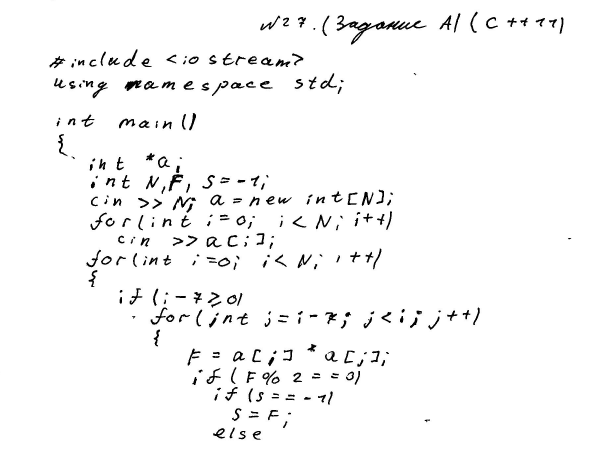 №27. (Задание А) (C++11)
#include <iostream>
using namespace std;
int main()
{
int *a;
int N, F, S=-1;
cin >> N; a = new int[N];
for(int i=0; i<N; i++)
cin >> a[i];
for(int i=0; i<N; i++)
{
if (i-7≥0)
for(int j=i-7; j<i; j++)
{
F = a[i] * a[j];
if (F % 2 == 0)
if (S == -1)
S = F;
else